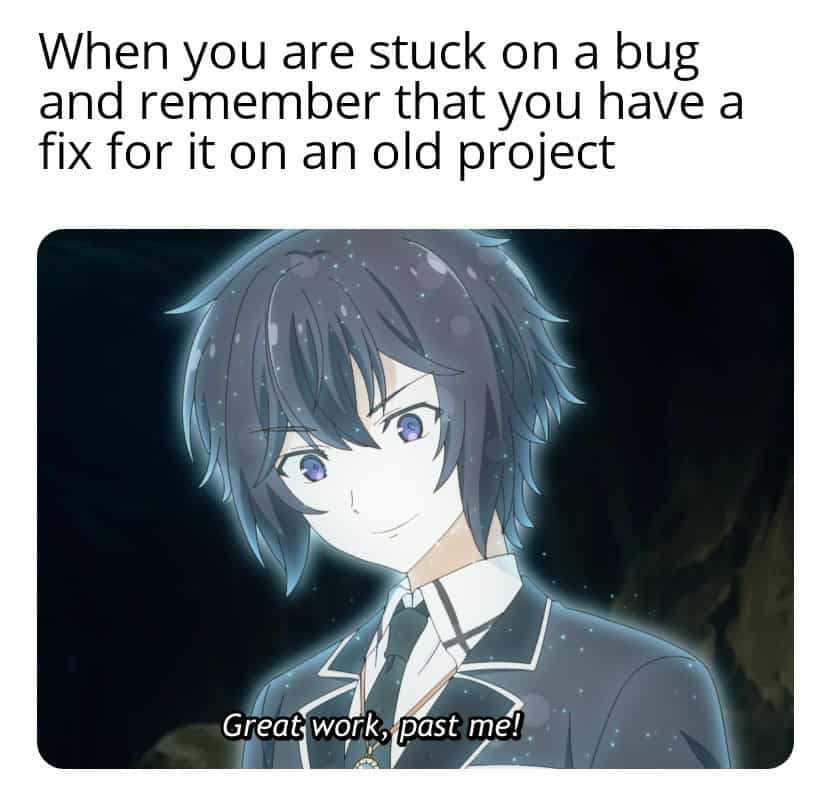 When you are stuck on a bug
and remember that you have a
fix for it on an old project
Great work, past me!